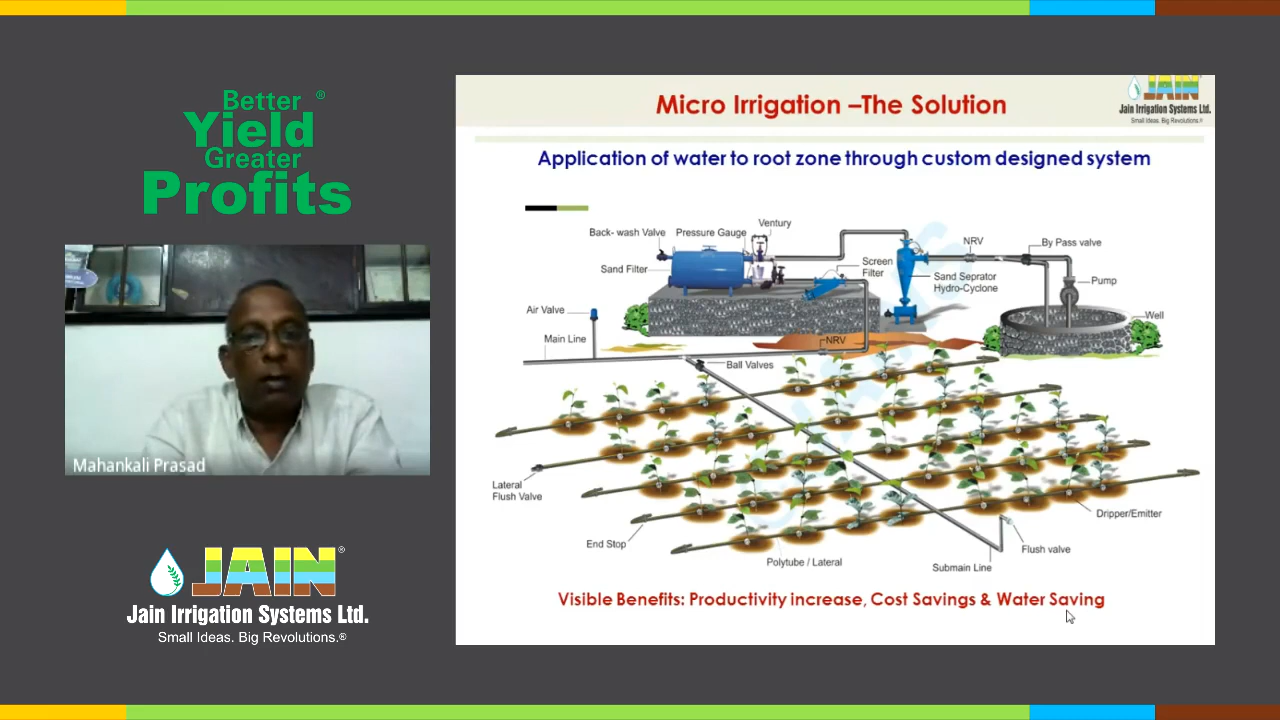 Better ®
Yield
Greater
Profits
Mahankali Prasad
JAIN®
Jain Irrigation Systems Ltd.
Small Ideas. Big Revolutions.®
Micro Irrigation –The Solution
JAIN
Jain Irrigation Systems Ltd.
Small Ideas. Big Revolutions.®
Application of water to root zone through custom designed system
Ventury
Back- wash Valve
Pressure Gauge
NRV
By Pass valve
Sand Filter
Screen
Filter
Sand Seprator
Hydro-Cyclone
Pump
Air Valve
Well
Main Line
NRV
Ball Valves
Lateral
Flush Valve
Dripper/Emitter
End Stop
Flush valve
Polytube / Lateral
Submain Line
Visible Benefits: Productivity increase, Cost Savings & Water Saving